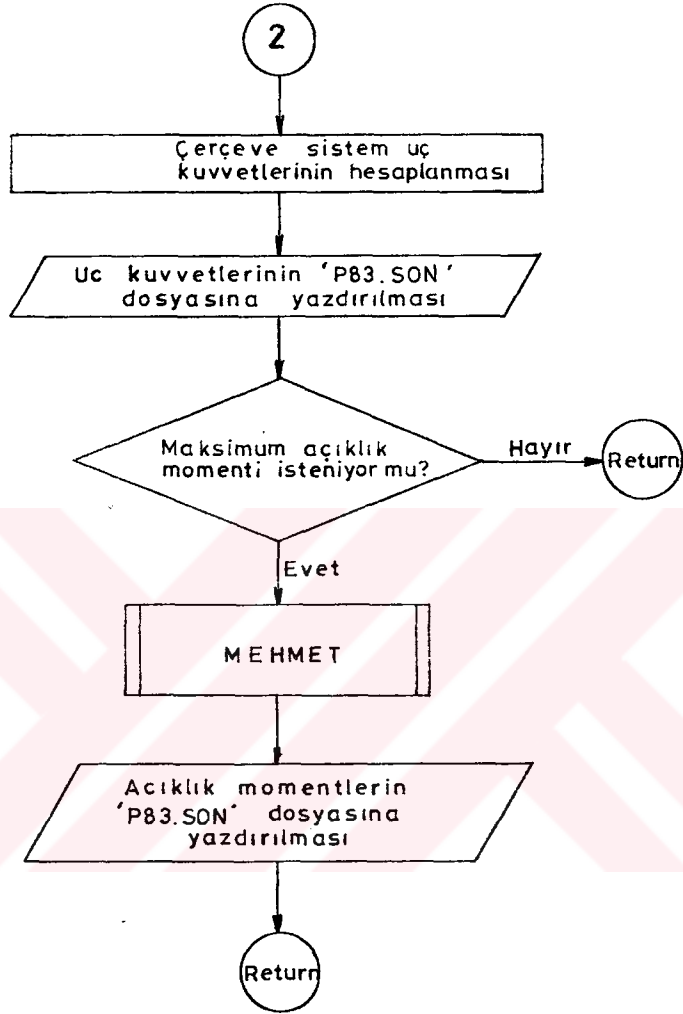 2
Çerçeve sistem uç
kuvvetlerinin hesaplanması
Uc kuvvetlerinin 'P83.SON'
dosyasına yazdırılması
Maksimum açıklık
momenti isteniyor mu?
Hayır
Return
Evet
MEHMET
Acıklık momentlerin
'P83.SON' dosyasına
yazdırılması
Return